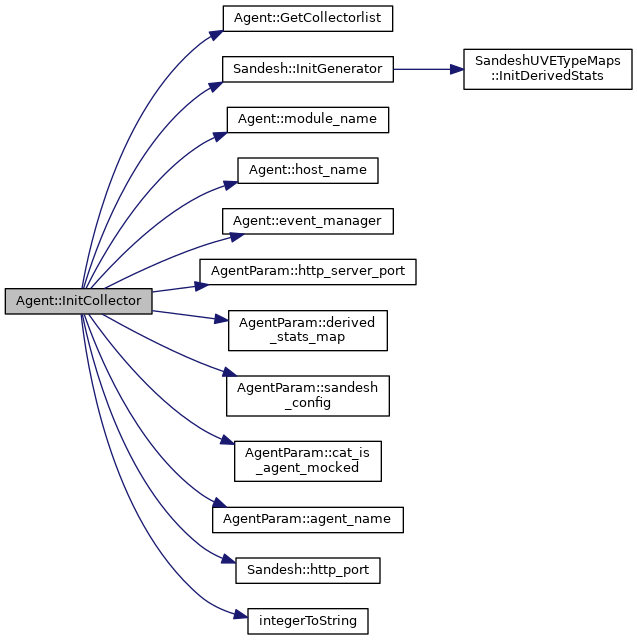 Agent::GetCollectorlist
Sandesh::InitGenerator
SandeshUVETypeMaps
::InitDerivedStats
Agent::module_name
Agent::host_name
Agent::event_manager
AgentParam::http_server_port
Agent::InitCollector
AgentParam::derived
_stats_map
AgentParam::sandesh
_config
AgentParam::cat_is
_agent_mocked
AgentParam::agent_name
Sandesh::http_port
integerToString